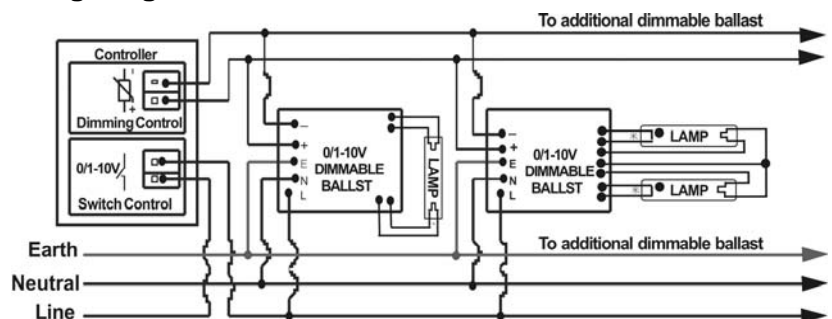 To additional dimmable ballast
Controller
Dimming Control
0/1-10V
Switch Control
−
+
E
N
L
0/1-10V
DIMMABLE
BALLST
LAMP
−
+
E
N
L
0/1-10V
DIMMABLE
BALLST
LAMP
LAMP
Earth
To additional dimmable ballast
Neutral
Line